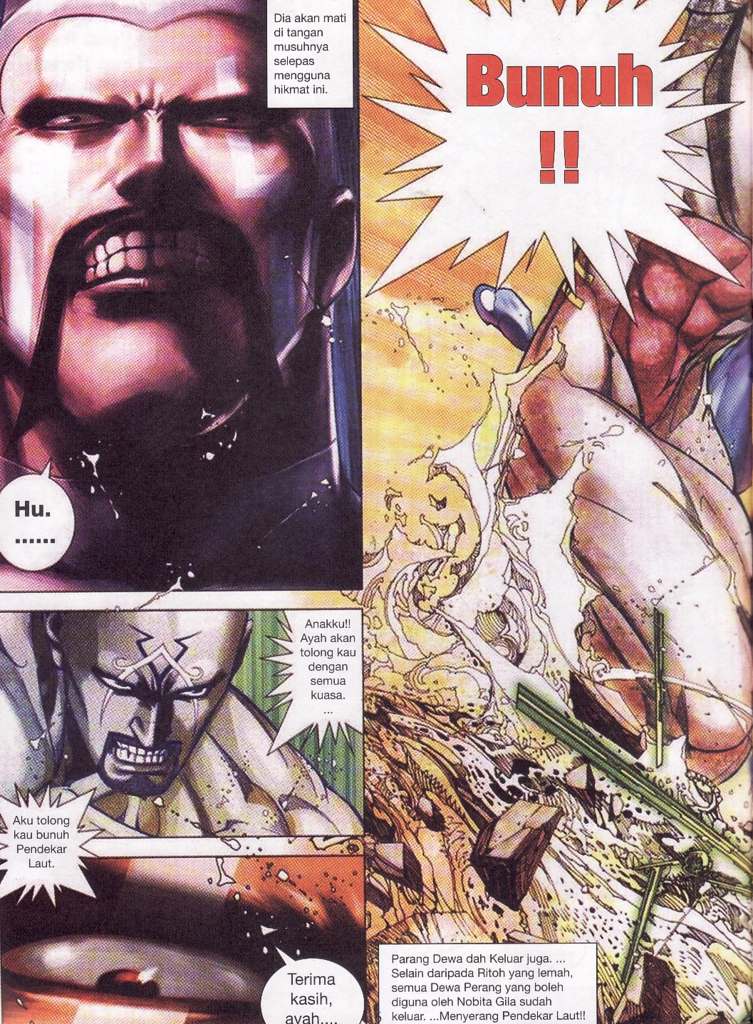 Dia akan mati
di tangan
musuhnya
selepas
mengguna
hikmat ini.
Bunuh
!!
Hu.
......
Anakku!!
Ayah akan
tolong kau
dengan
semua
kuasa.
...
Aku tolong
kau bunuh
Pendekar
Laut.
Terima
kasih,
ayah....
Parang Dewa dah Keluar juga. ...
Selain daripada Ritoh yang lemah,
semua Dewa Perang yang boleh
diguna oleh Nobita Gila sudah
keluar. ...Menyerang Pendekar Laut!!